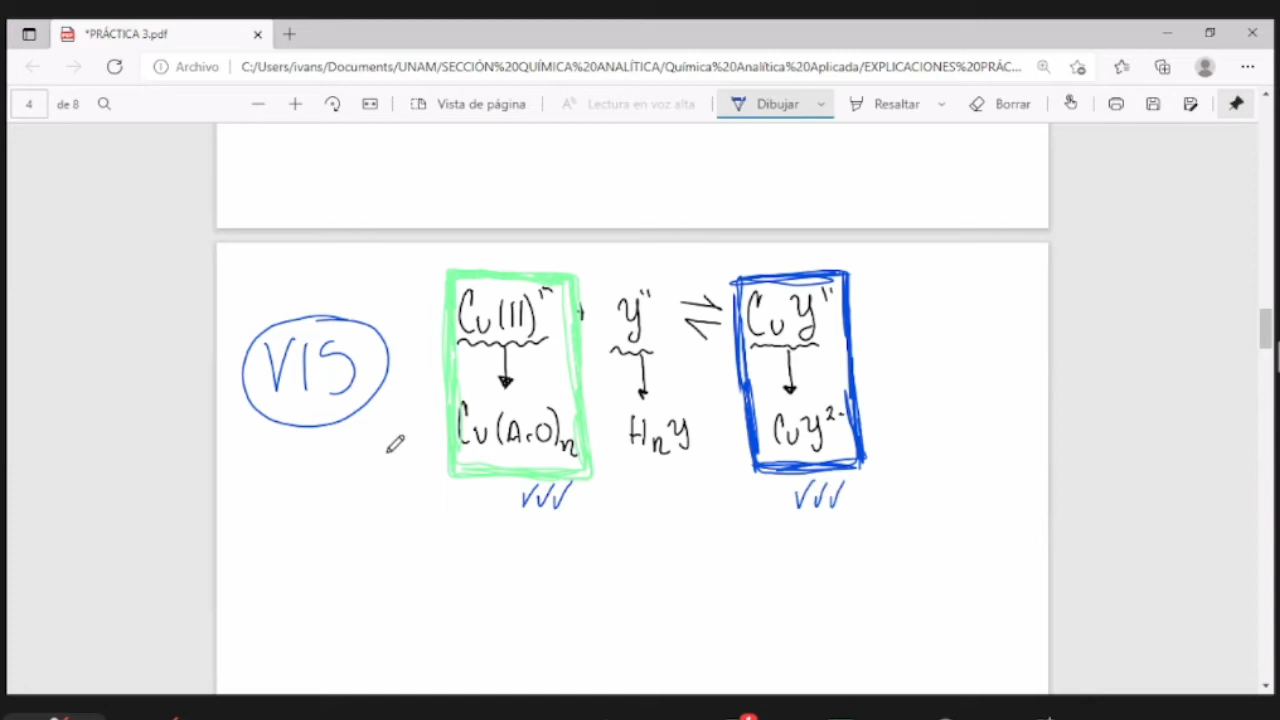 *PRÁCTICA 3.pdf
Archivo C:/Users/ivans/Documents/UNAM/SECCIÓN%20QUÍMICA%20ANALÍTICA/Química%20Analítica%20Aplicada/EXPLICACIONES%20PRÁC...
4 de 8 Vista de página Lectura en voz alta Dibujar Resaltar Borrar
Cu(II)" + Y" ⇌ CuY"
VIS
Cu(AcO)n HnY CuY²⁻